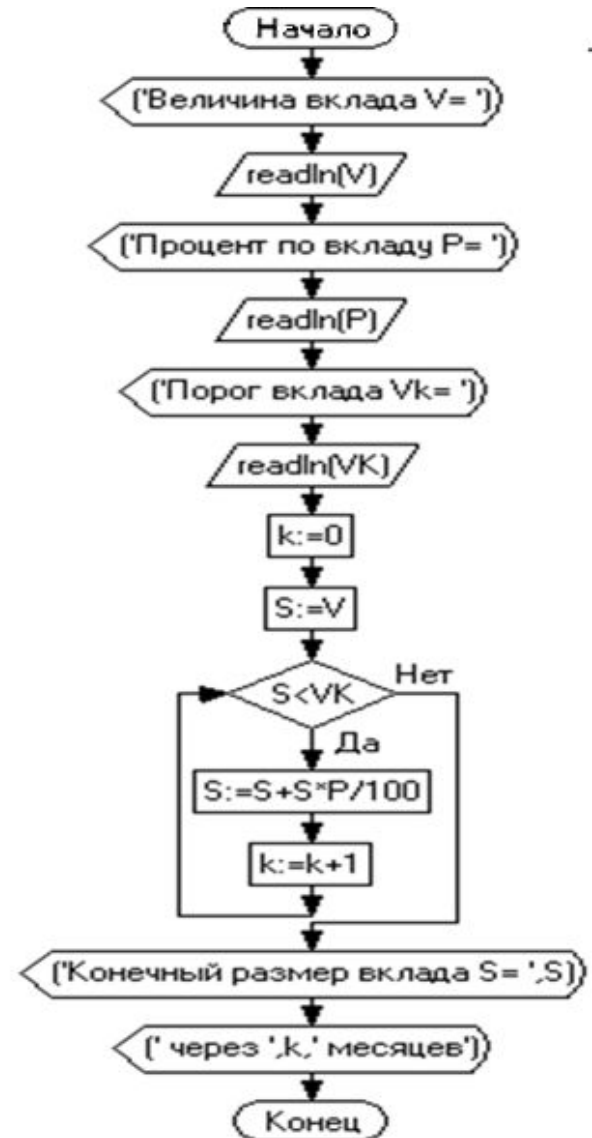 Начало
('Величина вклада V= ')
readln(V)
('Процент по вкладу P= ')
readln(P)
('Порог вклада Vk= ')
readln(VK)
k:=0
S:=V
S<VK
Нет
Да
S:=S+S*P/100
k:=k+1
('Конечный размер вклада S= ',S)
(' через ',k,' месяцев')
Конец